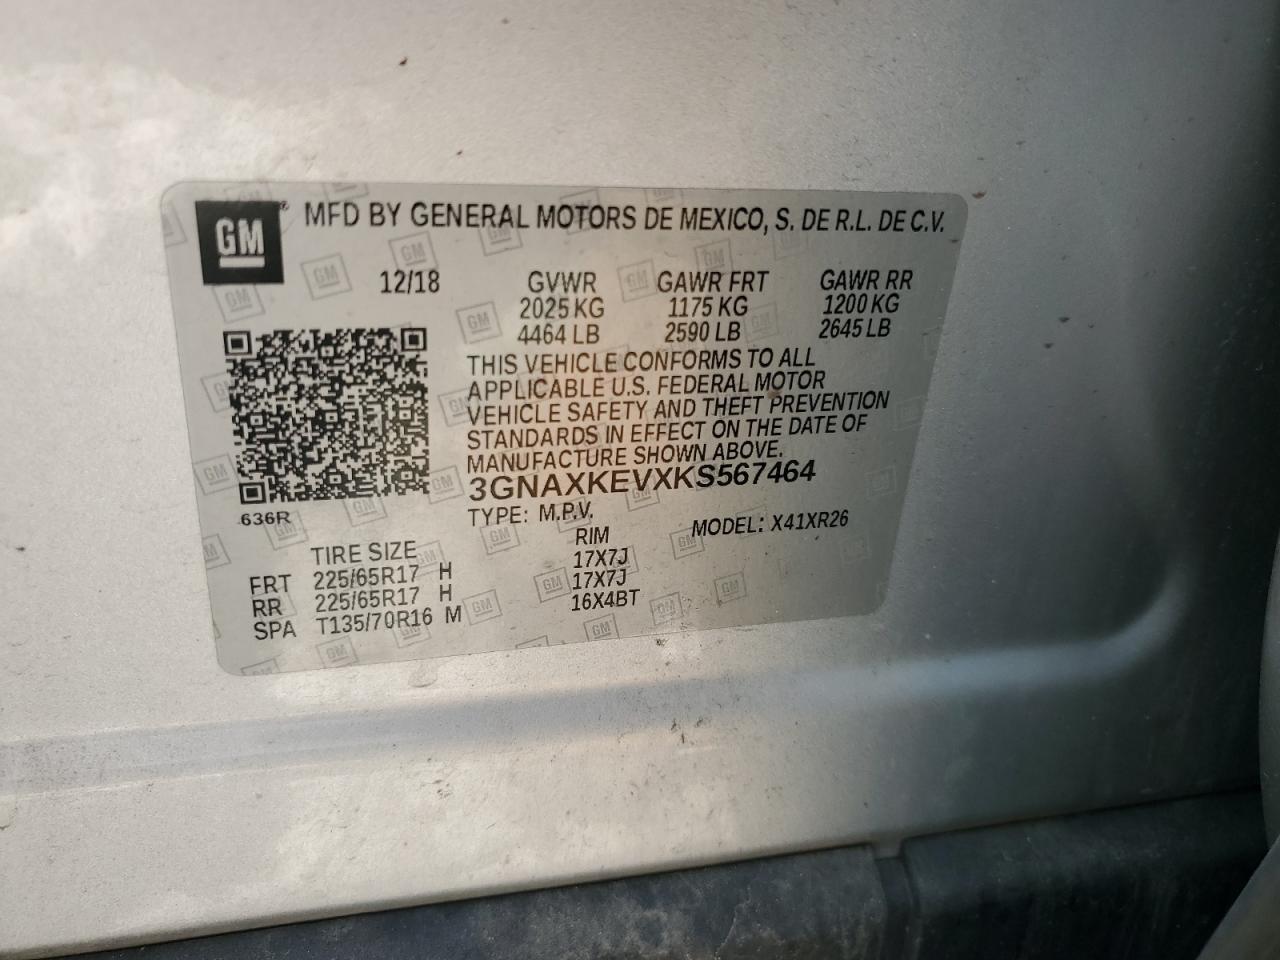 GM
MFD BY GENERAL MOTORS DE MEXICO, S. DE R.L. DE C.V.
12/18 GVWR GAWR FRT GAWR RR
2025 KG 1175 KG 1200 KG
4464 LB 2590 LB 2645 LB
THIS VEHICLE CONFORMS TO ALL
APPLICABLE U.S. FEDERAL MOTOR
VEHICLE SAFETY AND THEFT PREVENTION
STANDARDS IN EFFECT ON THE DATE OF
MANUFACTURE SHOWN ABOVE.
3GNAXKEVXKS567464
636R
TYPE: M.P.V. MODEL: X41XR26
TIRE SIZE RIM
FRT 225/65R17 H 17X7J
RR 225/65R17 H 17X7J
SPA T135/70R16 M 16X4BT